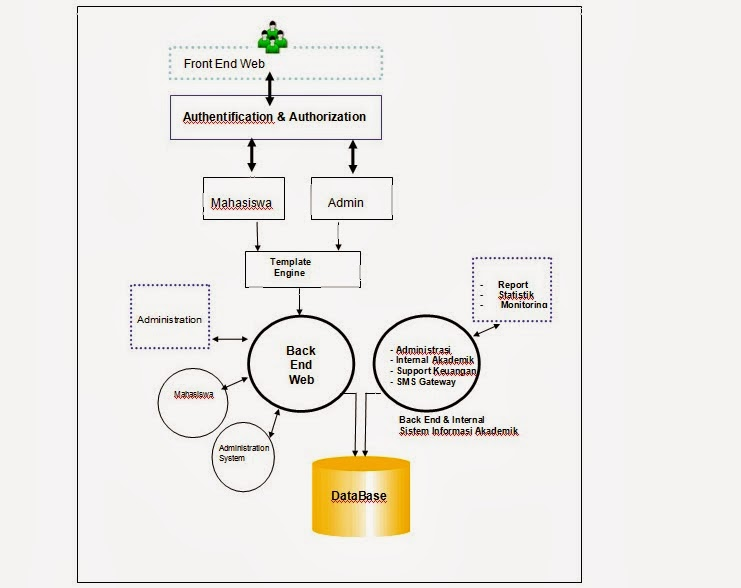 Front End Web
Authentification & Authorization
Mahasiswa
Admin
Template
Engine
- Report
- Statistik
- Monitoring
Administration
Back
End
Web
- Administrasi
- Internal Akademik
- Support Keuangan
- SMS Gateway
Mahasiswa
Back End & Internal
Sistem Informasi Akademik
Administration
System
DataBase